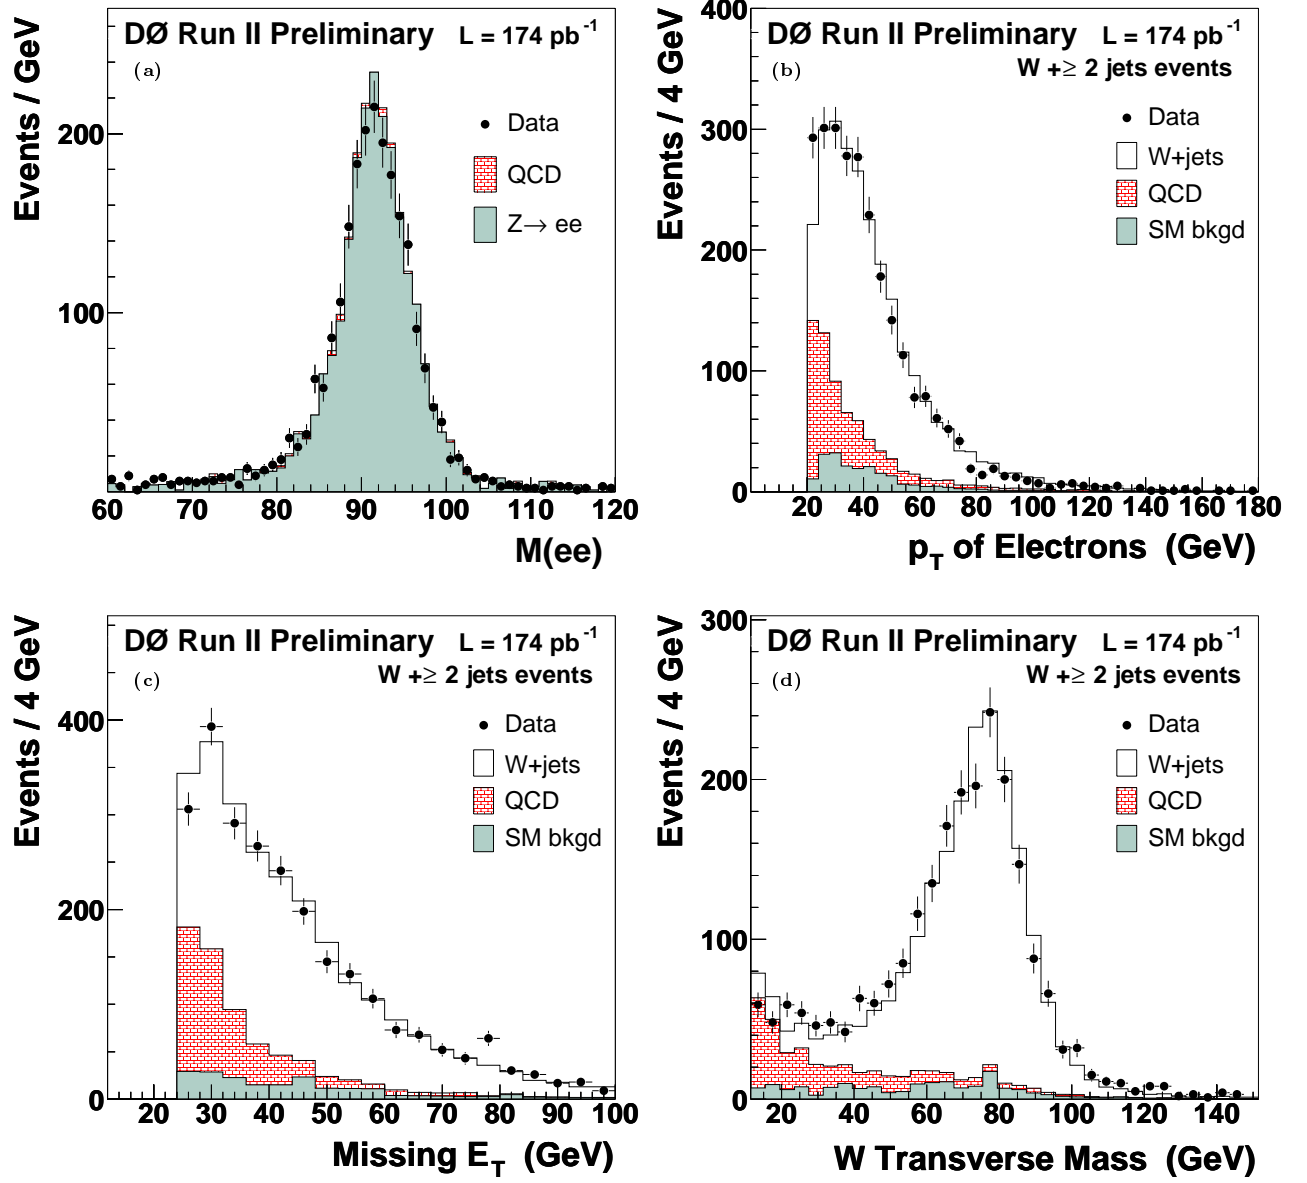 DØ Run II Preliminary L = 174 pb⁻¹
(a)
Events / GeV
Data
QCD
Z→ ee
200
100
60 70 80 90 100 110 120
M(ee)
DØ Run II Preliminary L = 174 pb⁻¹
(b) W +≥ 2 jets events
Events / 4 GeV
Data
W+jets
QCD
SM bkgd
400
300
200
100
0
20 40 60 80 100 120 140 160 180
p_T of Electrons (GeV)
DØ Run II Preliminary L = 174 pb⁻¹
(c) W +≥ 2 jets events
Events / 4 GeV
Data
W+jets
QCD
SM bkgd
400
200
0
20 30 40 50 60 70 80 90 100
Missing E_T (GeV)
DØ Run II Preliminary L = 174 pb⁻¹
(d) W +≥ 2 jets events
Events / 4 GeV
Data
W+jets
QCD
SM bkgd
300
200
100
0
20 40 60 80 100 120 140
W Transverse Mass (GeV)